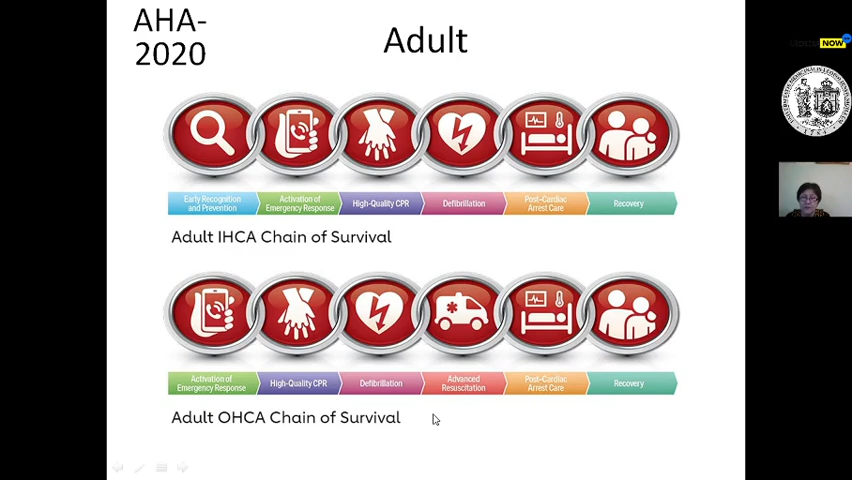 AHA-
2020
Adult
NOW
Early Recognition
and Prevention
Activation of
Emergency Response
High-Quality CPR
Defibrillation
Post-Cardiac
Arrest Care
Recovery
Adult IHCA Chain of Survival
Activation of
Emergency Response
High-Quality CPR
Defibrillation
Advanced
Resuscitation
Post-Cardiac
Arrest Care
Recovery
Adult OHCA Chain of Survival